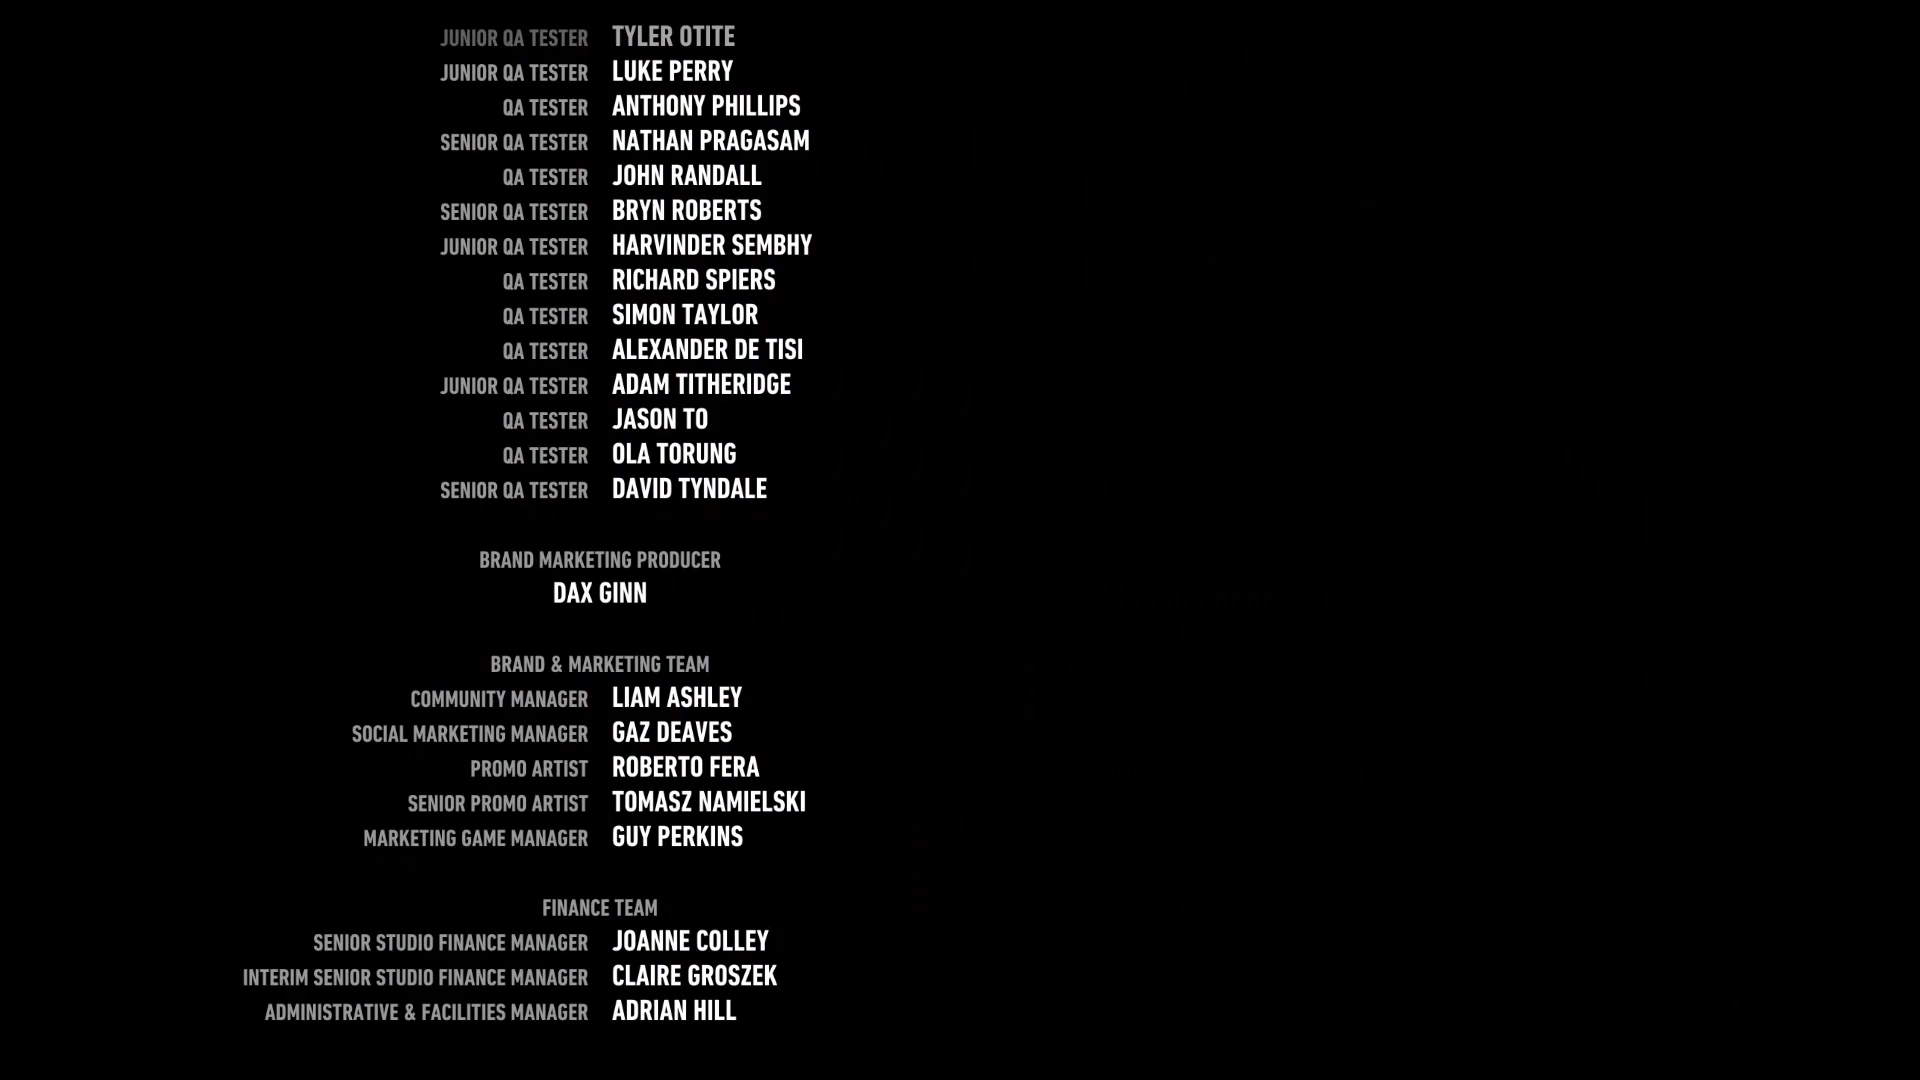 JUNIOR QA TESTER TYLER OTITE
JUNIOR QA TESTER LUKE PERRY
QA TESTER ANTHONY PHILLIPS
SENIOR QA TESTER NATHAN PRAGASAM
QA TESTER JOHN RANDALL
SENIOR QA TESTER BRYN ROBERTS
JUNIOR QA TESTER HARVINDER SEMBHY
QA TESTER RICHARD SPIERS
QA TESTER SIMON TAYLOR
QA TESTER ALEXANDER DE TISI
JUNIOR QA TESTER ADAM TITHERIDGE
QA TESTER JASON TO
QA TESTER OLA TORUNG
SENIOR QA TESTER DAVID TYNDALE
BRAND MARKETING PRODUCER
DAX GINN
BRAND & MARKETING TEAM
COMMUNITY MANAGER LIAM ASHLEY
SOCIAL MARKETING MANAGER GAZ DEAVES
PROMO ARTIST ROBERTO FERA
SENIOR PROMO ARTIST TOMASZ NAMIELSKI
MARKETING GAME MANAGER GUY PERKINS
FINANCE TEAM
SENIOR STUDIO FINANCE MANAGER JOANNE COLLEY
INTERIM SENIOR STUDIO FINANCE MANAGER CLAIRE GROSZEK
ADMINISTRATIVE & FACILITIES MANAGER ADRIAN HILL